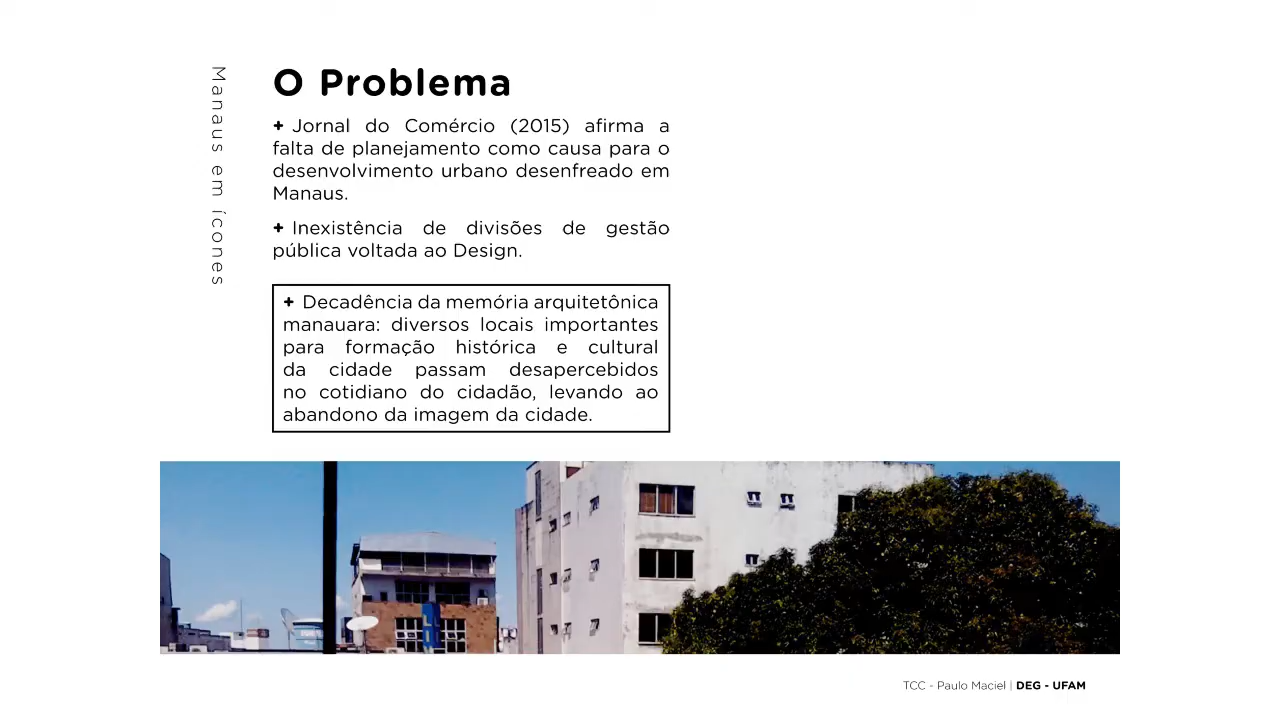 Manaus em ícones
O Problema
+ Jornal do Comércio (2015) afirma a
falta de planejamento como causa para o
desenvolvimento urbano desenfreado em
Manaus.
+ Inexistência de divisões de gestão
pública voltada ao Design.
+ Decadência da memória arquitetônica
manauara: diversos locais importantes
para formação histórica e cultural
da cidade passam desapercebidos
no cotidiano do cidadão, levando ao
abandono da imagem da cidade.
TCC - Paulo Maciel | DEG - UFAM